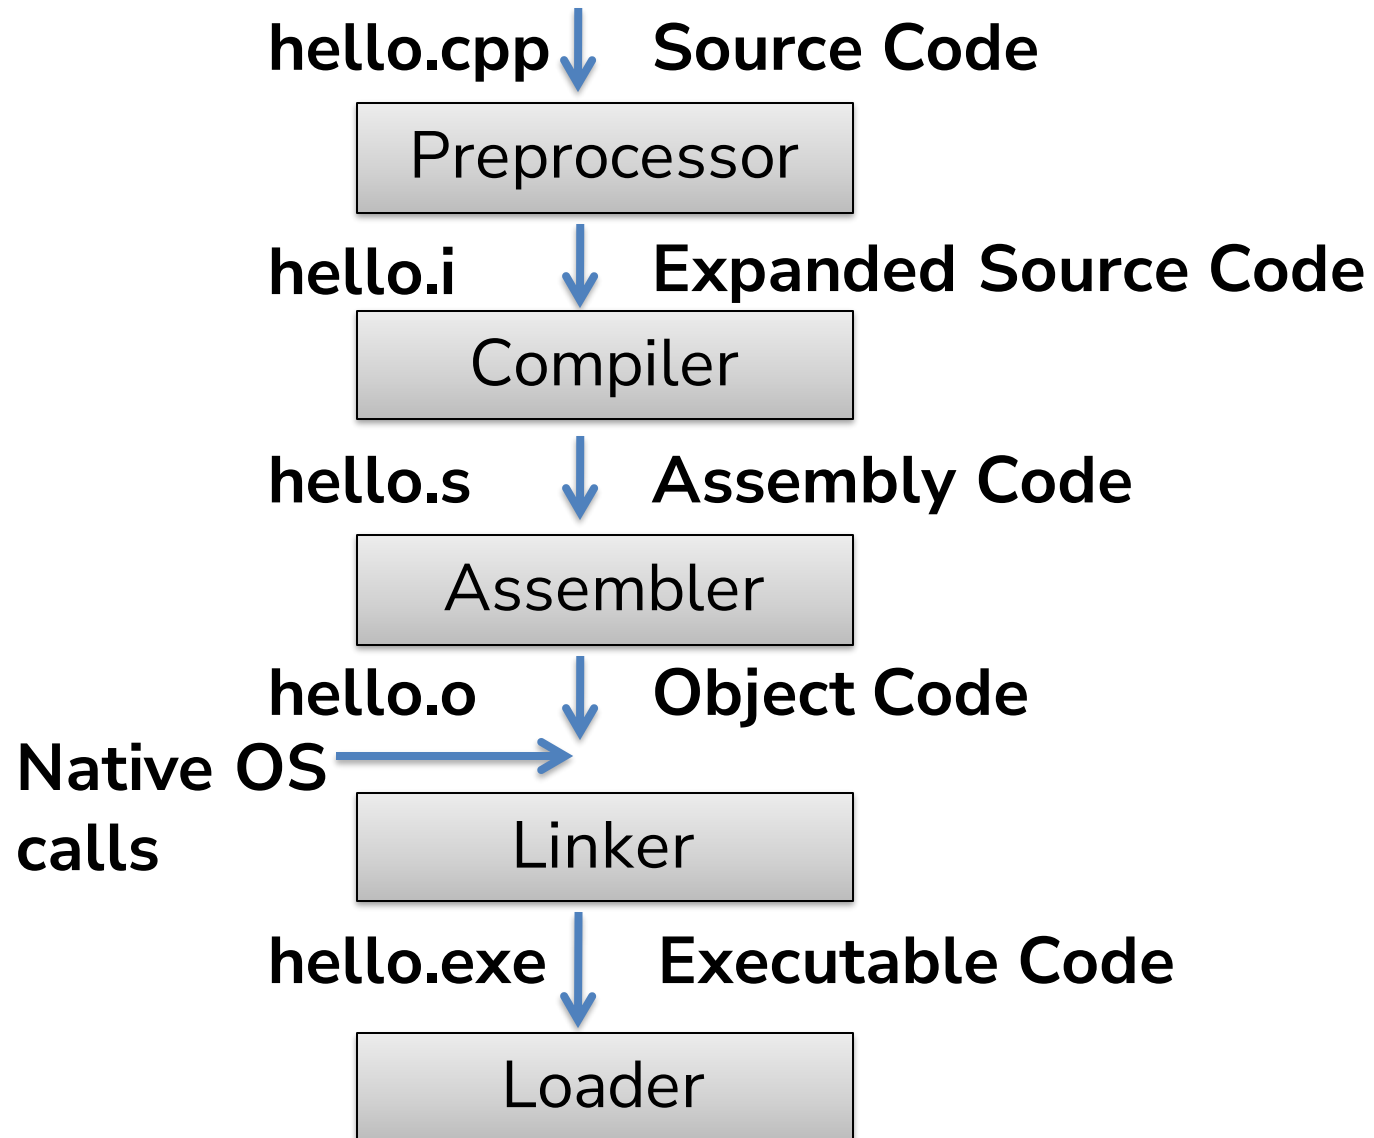 hello.cpp Source Code
Preprocessor
hello.i Expanded Source Code
Compiler
hello.s Assembly Code
Assembler
hello.o Object Code
Native OS
calls
Linker
hello.exe Executable Code
Loader